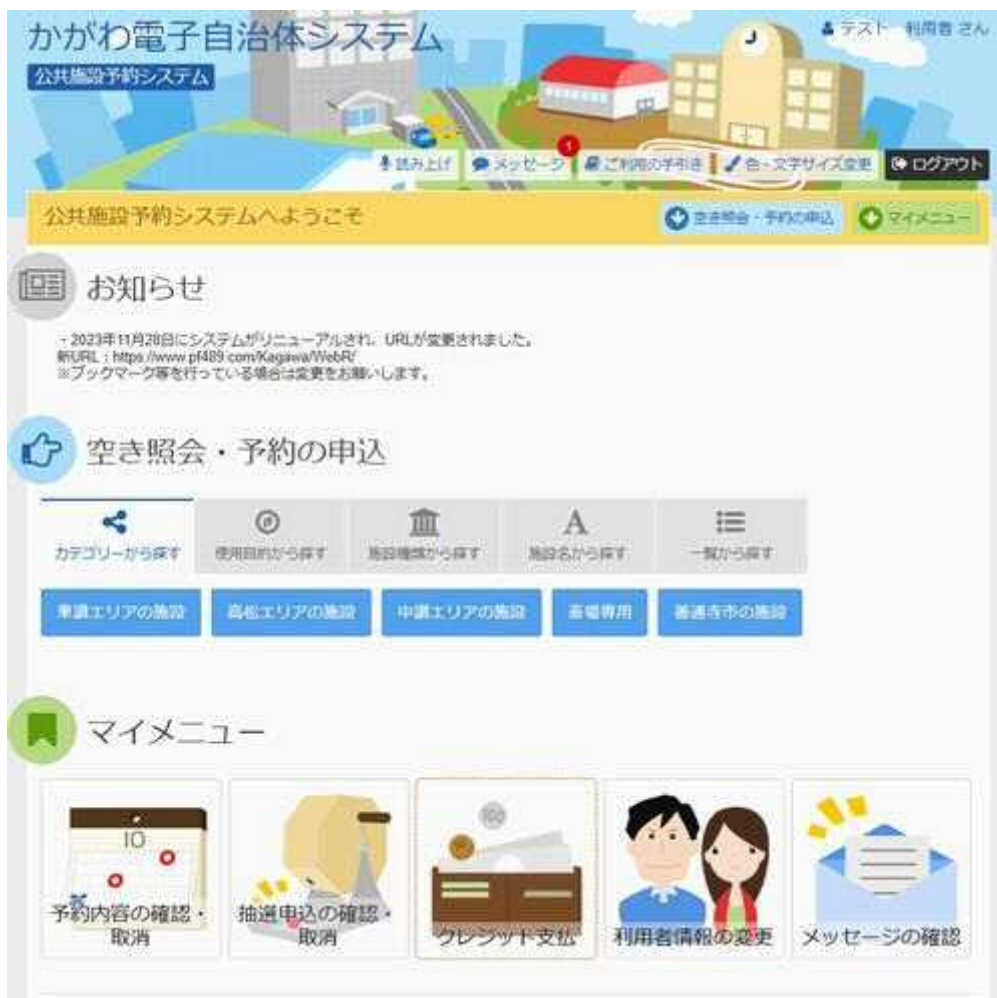 かがわ電子自治体システム
公共施設予約システム
テスト 利用者 さん
読み上げ
メッセージ
1
ご利用の手引き
色・文字サイズ変更
ログアウト
公共施設予約システムへようこそ
空き照会・予約の申込
マイメニュー
お知らせ
・2023年11月28日にシステムがリニューアルされ、URLが変更されました。
新URL:https://www.pf489.com/Kagawa/WebR/
※ブックマーク等を行っている場合は変更をお願いします。
空き照会・予約の申込
カテゴリーから探す
使用目的から探す
施設種類から探す
A
施設名から探す
一覧から探す
東讃エリアの施設
高松エリアの施設
中讃エリアの施設
斎場専用
善通寺市の施設
マイメニュー
10
予約内容の確認・
取消
抽選申込の確認・
取消
100
クレジット支払
利用者情報の変更
メッセージの確認